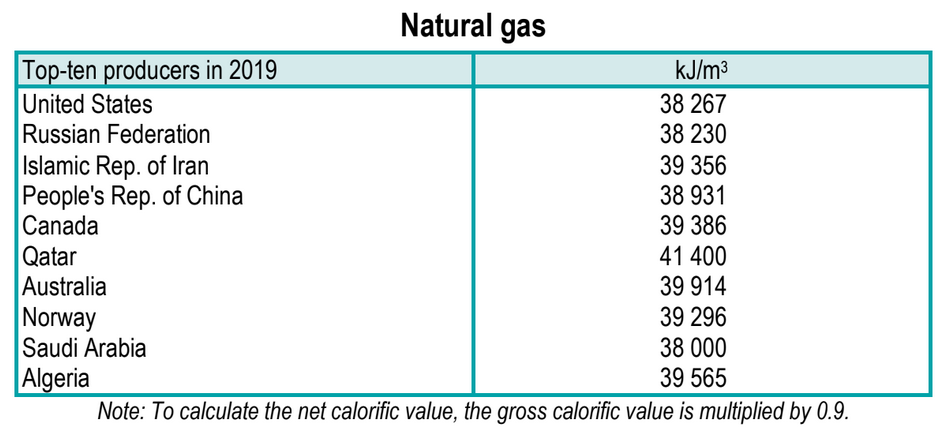 Natural gas
Top-ten producers in 2019 kJ/m³
United States 38 267
Russian Federation 38 230
Islamic Rep. of Iran 39 356
People's Rep. of China 38 931
Canada 39 386
Qatar 41 400
Australia 39 914
Norway 39 296
Saudi Arabia 38 000
Algeria 39 565
Note: To calculate the net calorific value, the gross calorific value is multiplied by 0.9.